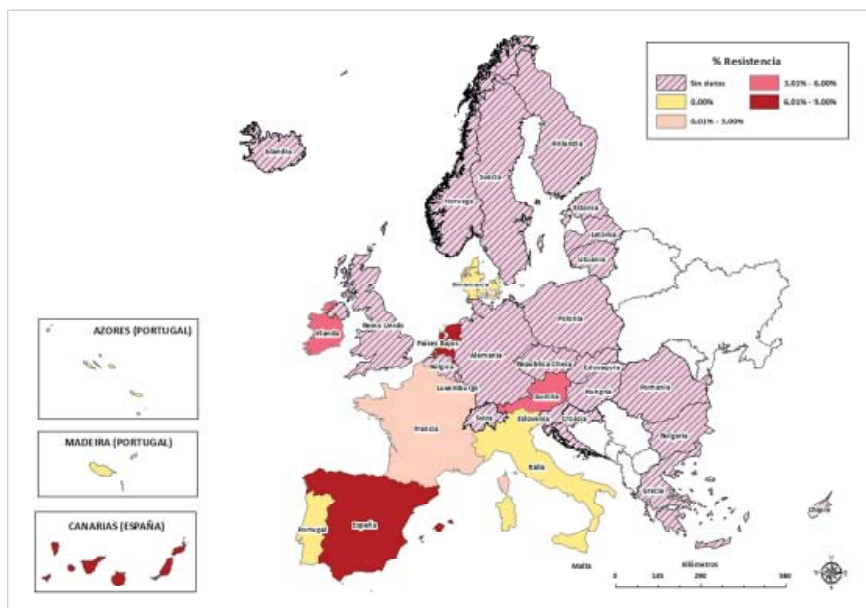 % Resistencia
Sin datos
0,00%
0,01% - 3,00%
3,01% - 6,00%
6,01% - 9,00%
Islandia
Finlandia
Suecia
Noruega
Estonia
Letonia
Lituania
Dinamarca
Irlanda
Reino Unido
Países Bajos
Polonia
Alemania
Bélgica
República Checa
Luxemburgo
Eslovaquia
Austria
Hungría
Rumania
Suiza
Eslovenia
Croacia
Francia
Bulgaria
Italia
Grecia
Portugal
España
Chipre
Malta
AZORES (PORTUGAL)
MADEIRA (PORTUGAL)
CANARIAS (ESPAÑA)
Kilómetros
0 145 290 580